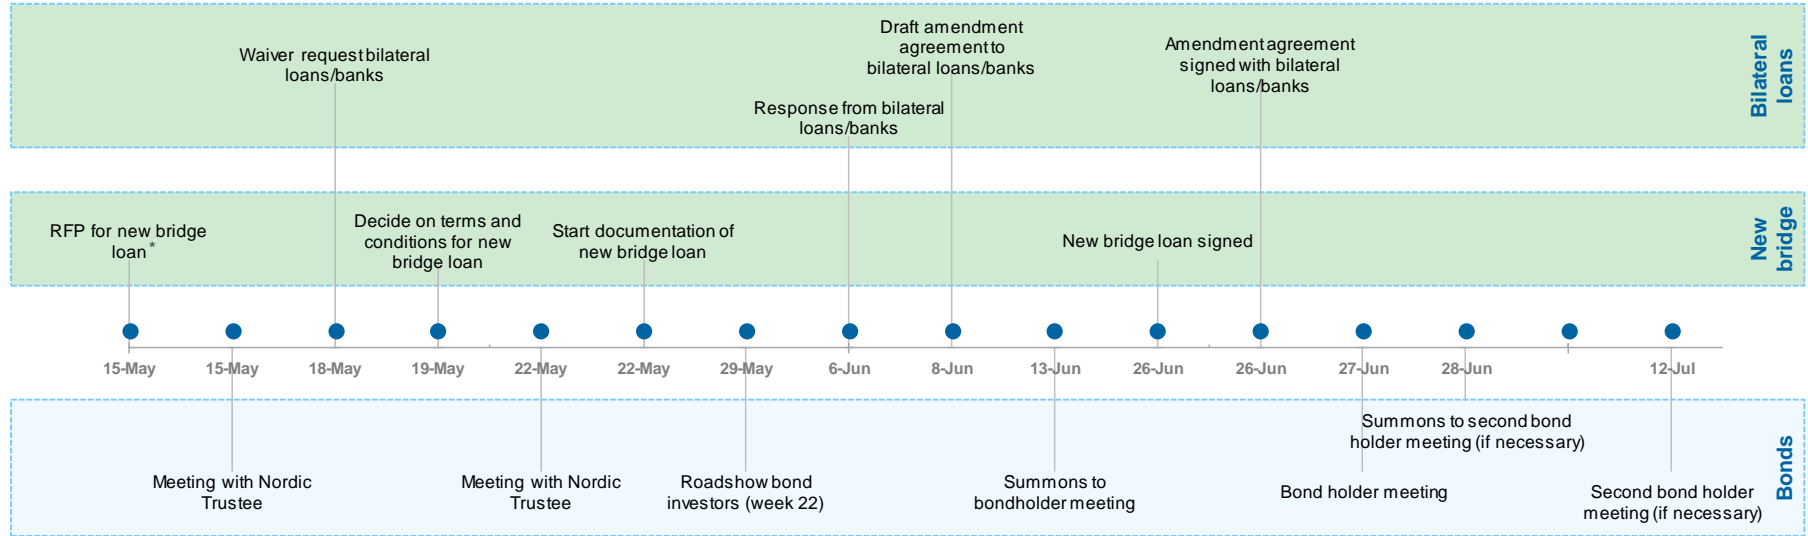 Waiver request bilateral
loans/banks
Response from bilateral
loans/banks
Draft amendment
agreement to
bilateral loans/banks
Amendment agreement
signed with bilateral
loans/banks
Bilateral
loans
RFP for new bridge
loan*
Decide on terms and
conditions for new
bridge loan
Start documentation of
new bridge loan
New bridge loan signed
New
bridge
15-May 15-May 18-May 19-May 22-May 22-May 29-May 6-Jun 8-Jun 13-Jun 26-Jun 26-Jun 27-Jun 28-Jun 12-Jul
Meeting with Nordic
Trustee
Meeting with Nordic
Trustee
Roadshow bond
investors (week 22)
Summons to
bondholder meeting
Bond holder meeting
Summons to second bond
holder meeting (if necessary)
Second bond holder
meeting (if necessary)
Bonds